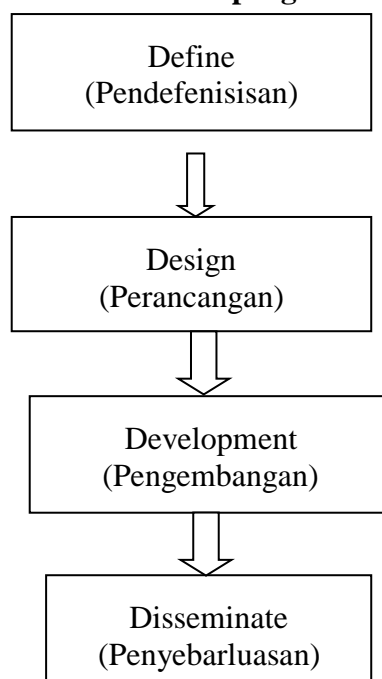 Define
(Pendefenisisan)
Design
(Perancangan)
Development
(Pengembangan)
Disseminate
(Penyebarluasan)